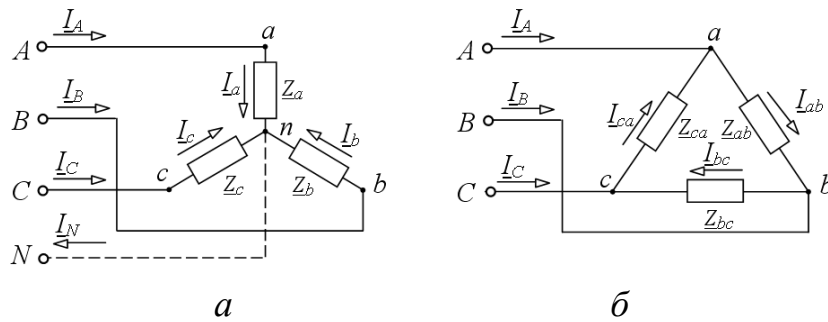 A I_A a
I_a Z_a
B I_B
I_c n I_b
C I_C c Z_c Z_b b
N I_N
а
A I_A a
B I_B I_ca Z_ca Z_ab I_ab
C I_C c I_bc b
Z_bc
б